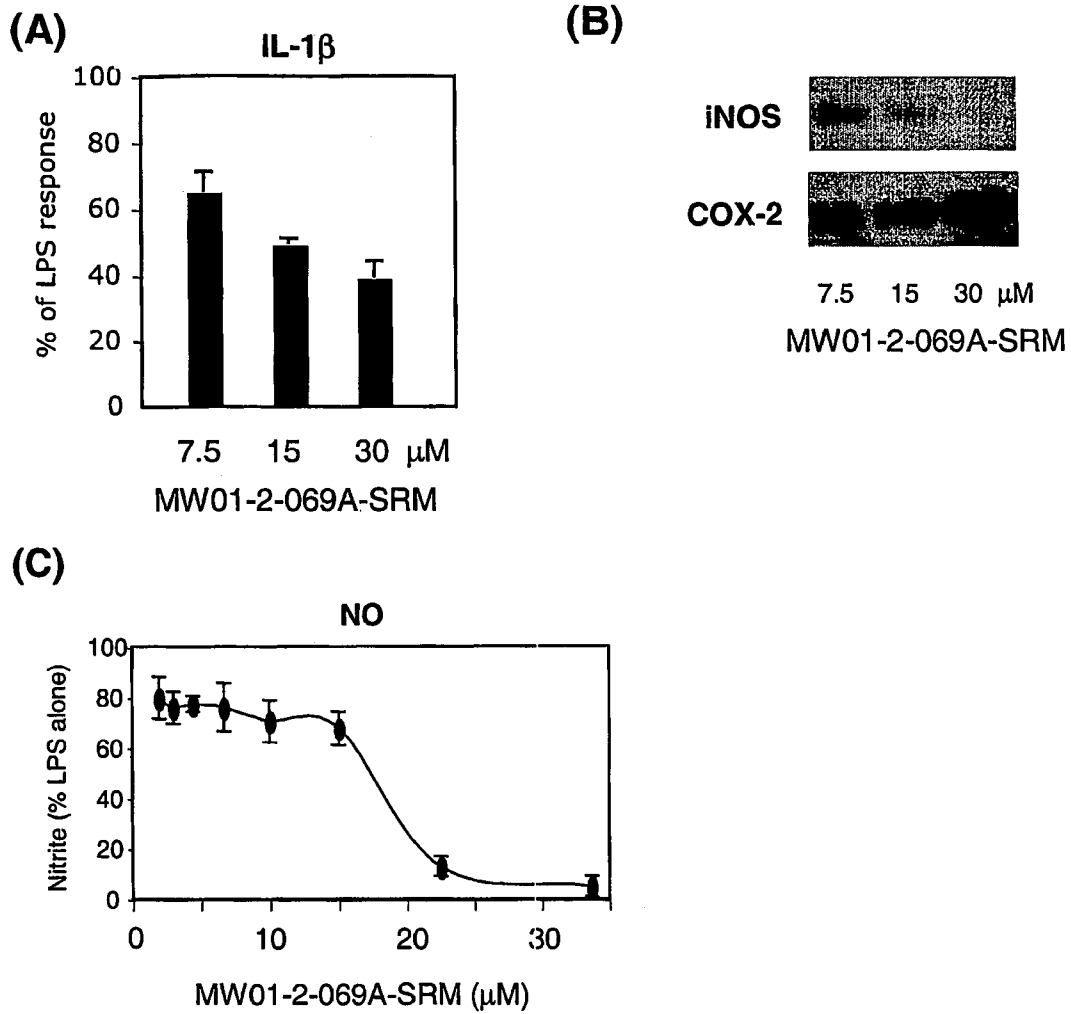 (A)
IL-1β
% of LPS response
100
80
60
40
20
0
7.5 15 30 μM
MW01-2-069A-SRM
(B)
iNOS
COX-2
7.5 15 30 μM
MW01-2-069A-SRM
(C)
NO
Nitrite (% LPS alone)
100
80
60
40
20
0
0 10 20 30
MW01-2-069A-SRM (μM)